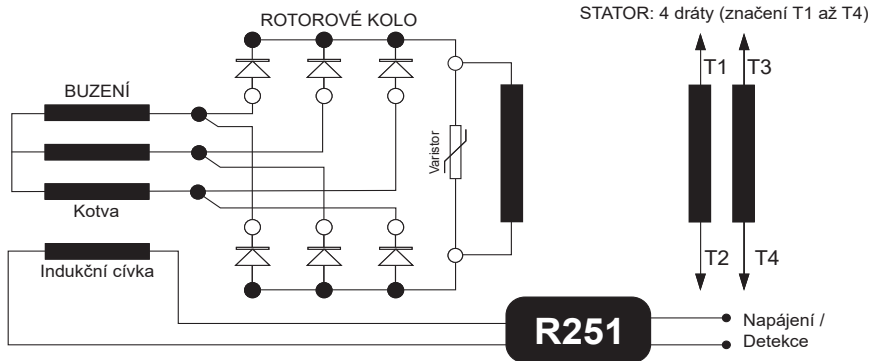 STATOR: 4 dráty (značení T1 až T4)
ROTOROVÉ KOLO
T1
T3
BUZENÍ
Varistor
Kotva
T2
T4
Indukční cívka
R251
Napájení /
Detekce